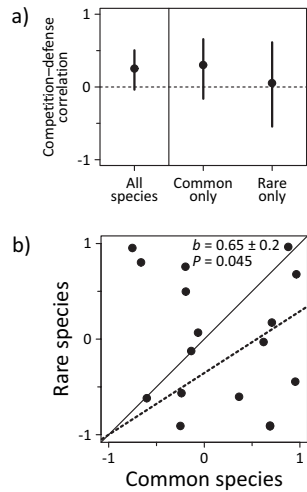 a)
Competition–defense
correlation
1
0
-1
All
species
Common
only
Rare
only
b)
Rare species
1
0
-1
b = 0.65 ± 0.2
P = 0.045
-1
0
1
Common species